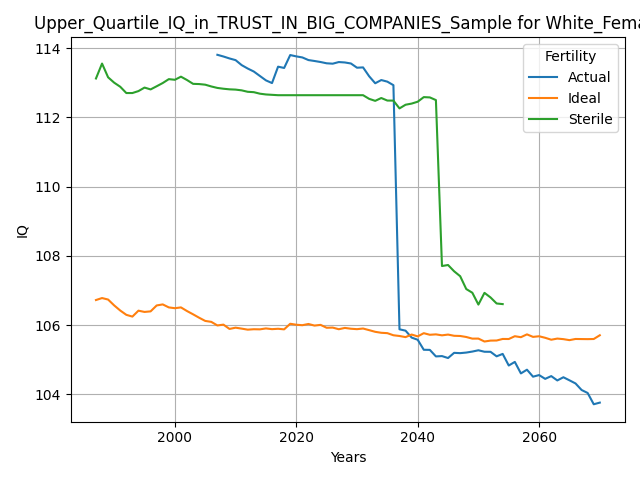 Upper_Quartile_IQ_in_TRUST_IN_BIG_COMPANIES_Sample for White_Fema
114
112
110
108
106
104
IQ
2000
2020
2040
2060
Years
Fertility
Actual
Ideal
Sterile